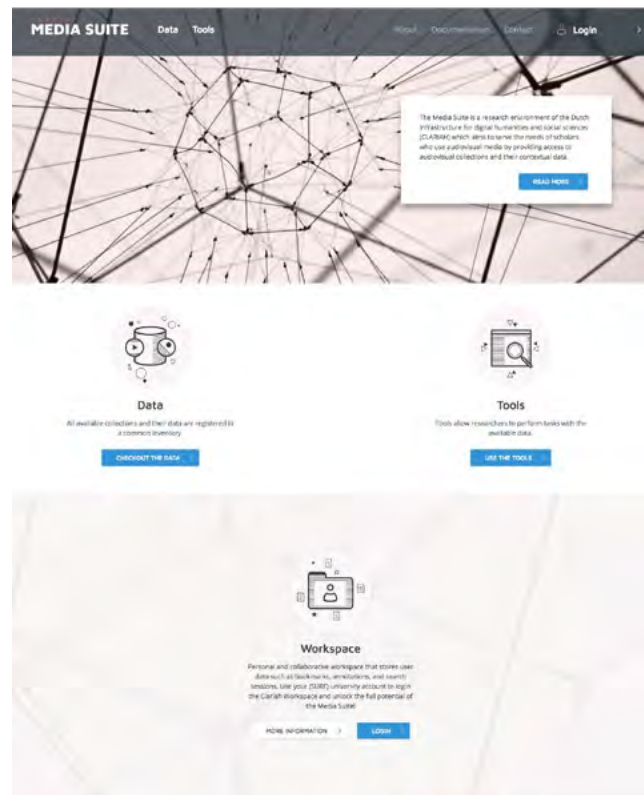 MEDIA SUITE
Data Tools About Documentation Contact Login
The Media Suite is a research environment of the Dutch
infrastructure for digital humanities and social sciences
(CLARIAH) which aims to serve the needs of scholars
who use audiovisual media by providing access to
audiovisual collections and their contextual data.
READ MORE
Data
All available collections and their data are registered in
a common inventory
CHECKOUT THE DATA
Tools
Tools allow researchers to perform tasks with the
available data.
USE THE TOOLS
Workspace
Personal and collaborative workspace that stores user
data such as bookmarks, annotations, and search
sessions. Use your (SURF) university account to login
the Clariah Workspace and unlock the full potential of
the Media Suite!
MORE INFORMATION
LOGIN